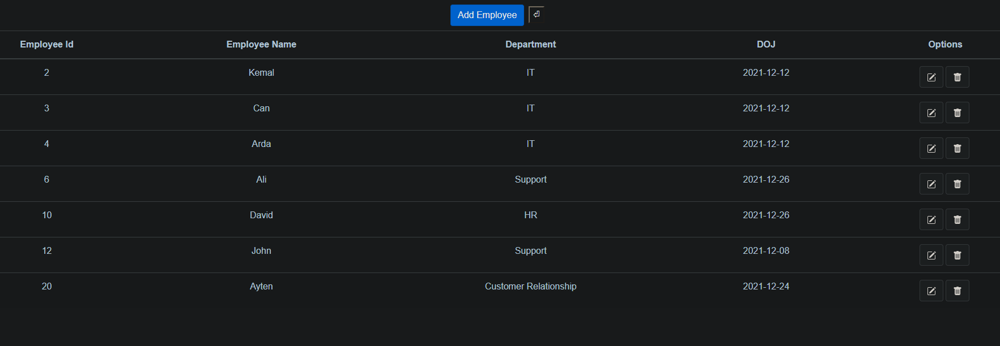 Add Employee ⏎
Employee Id Employee Name Department DOJ Options
2 Kemal IT 2021-12-12
3 Can IT 2021-12-12
4 Arda IT 2021-12-12
6 Ali Support 2021-12-26
10 David HR 2021-12-26
12 John Support 2021-12-08
20 Ayten Customer Relationship 2021-12-24